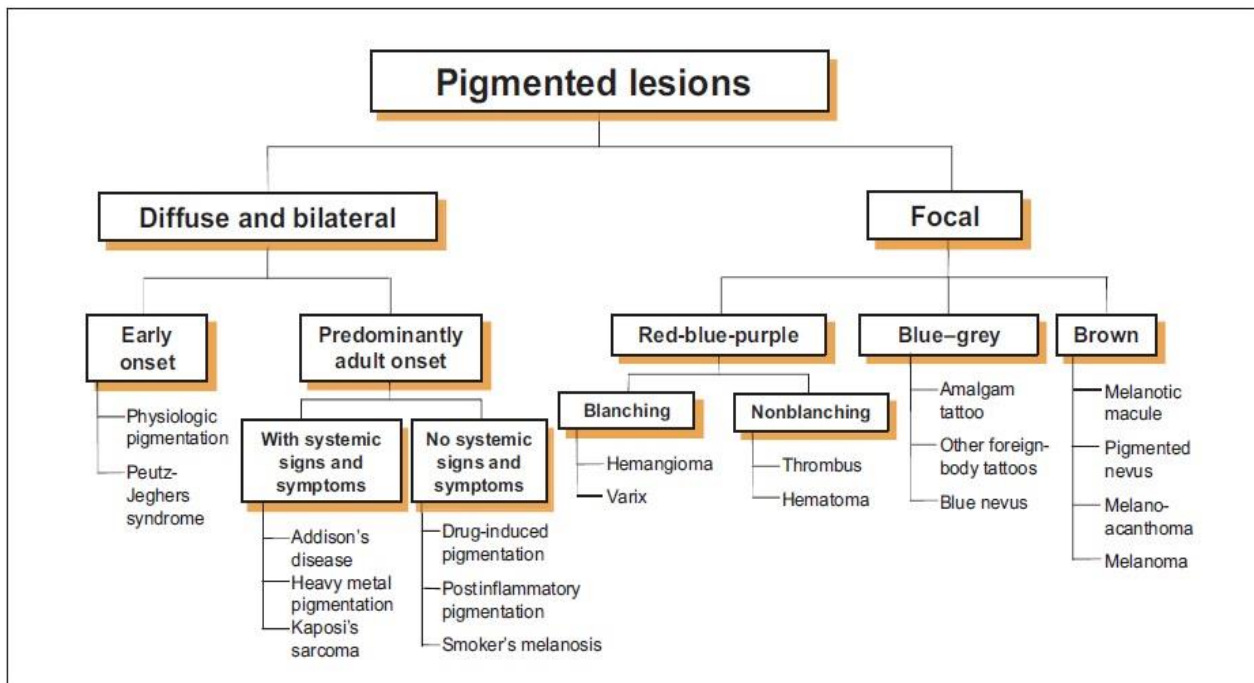 Pigmented lesions
Diffuse and bilateral
Focal
Early
onset
Predominantly
adult onset
Red-blue-purple
Blue–grey
Brown
Physiologic
pigmentation
Peutz-
Jeghers
syndrome
With systemic
signs and
symptoms
No systemic
signs and
symptoms
Blanching
Nonblanching
Addison's
disease
Heavy metal
pigmentation
Kaposi's
sarcoma
Drug-induced
pigmentation
Postinflammatory
pigmentation
Smoker's melanosis
Hemangioma
Varix
Thrombus
Hematoma
Amalgam
tattoo
Other foreign-
body tattoos
Blue nevus
Melanotic
macule
Pigmented
nevus
Melano-
acanthoma
Melanoma